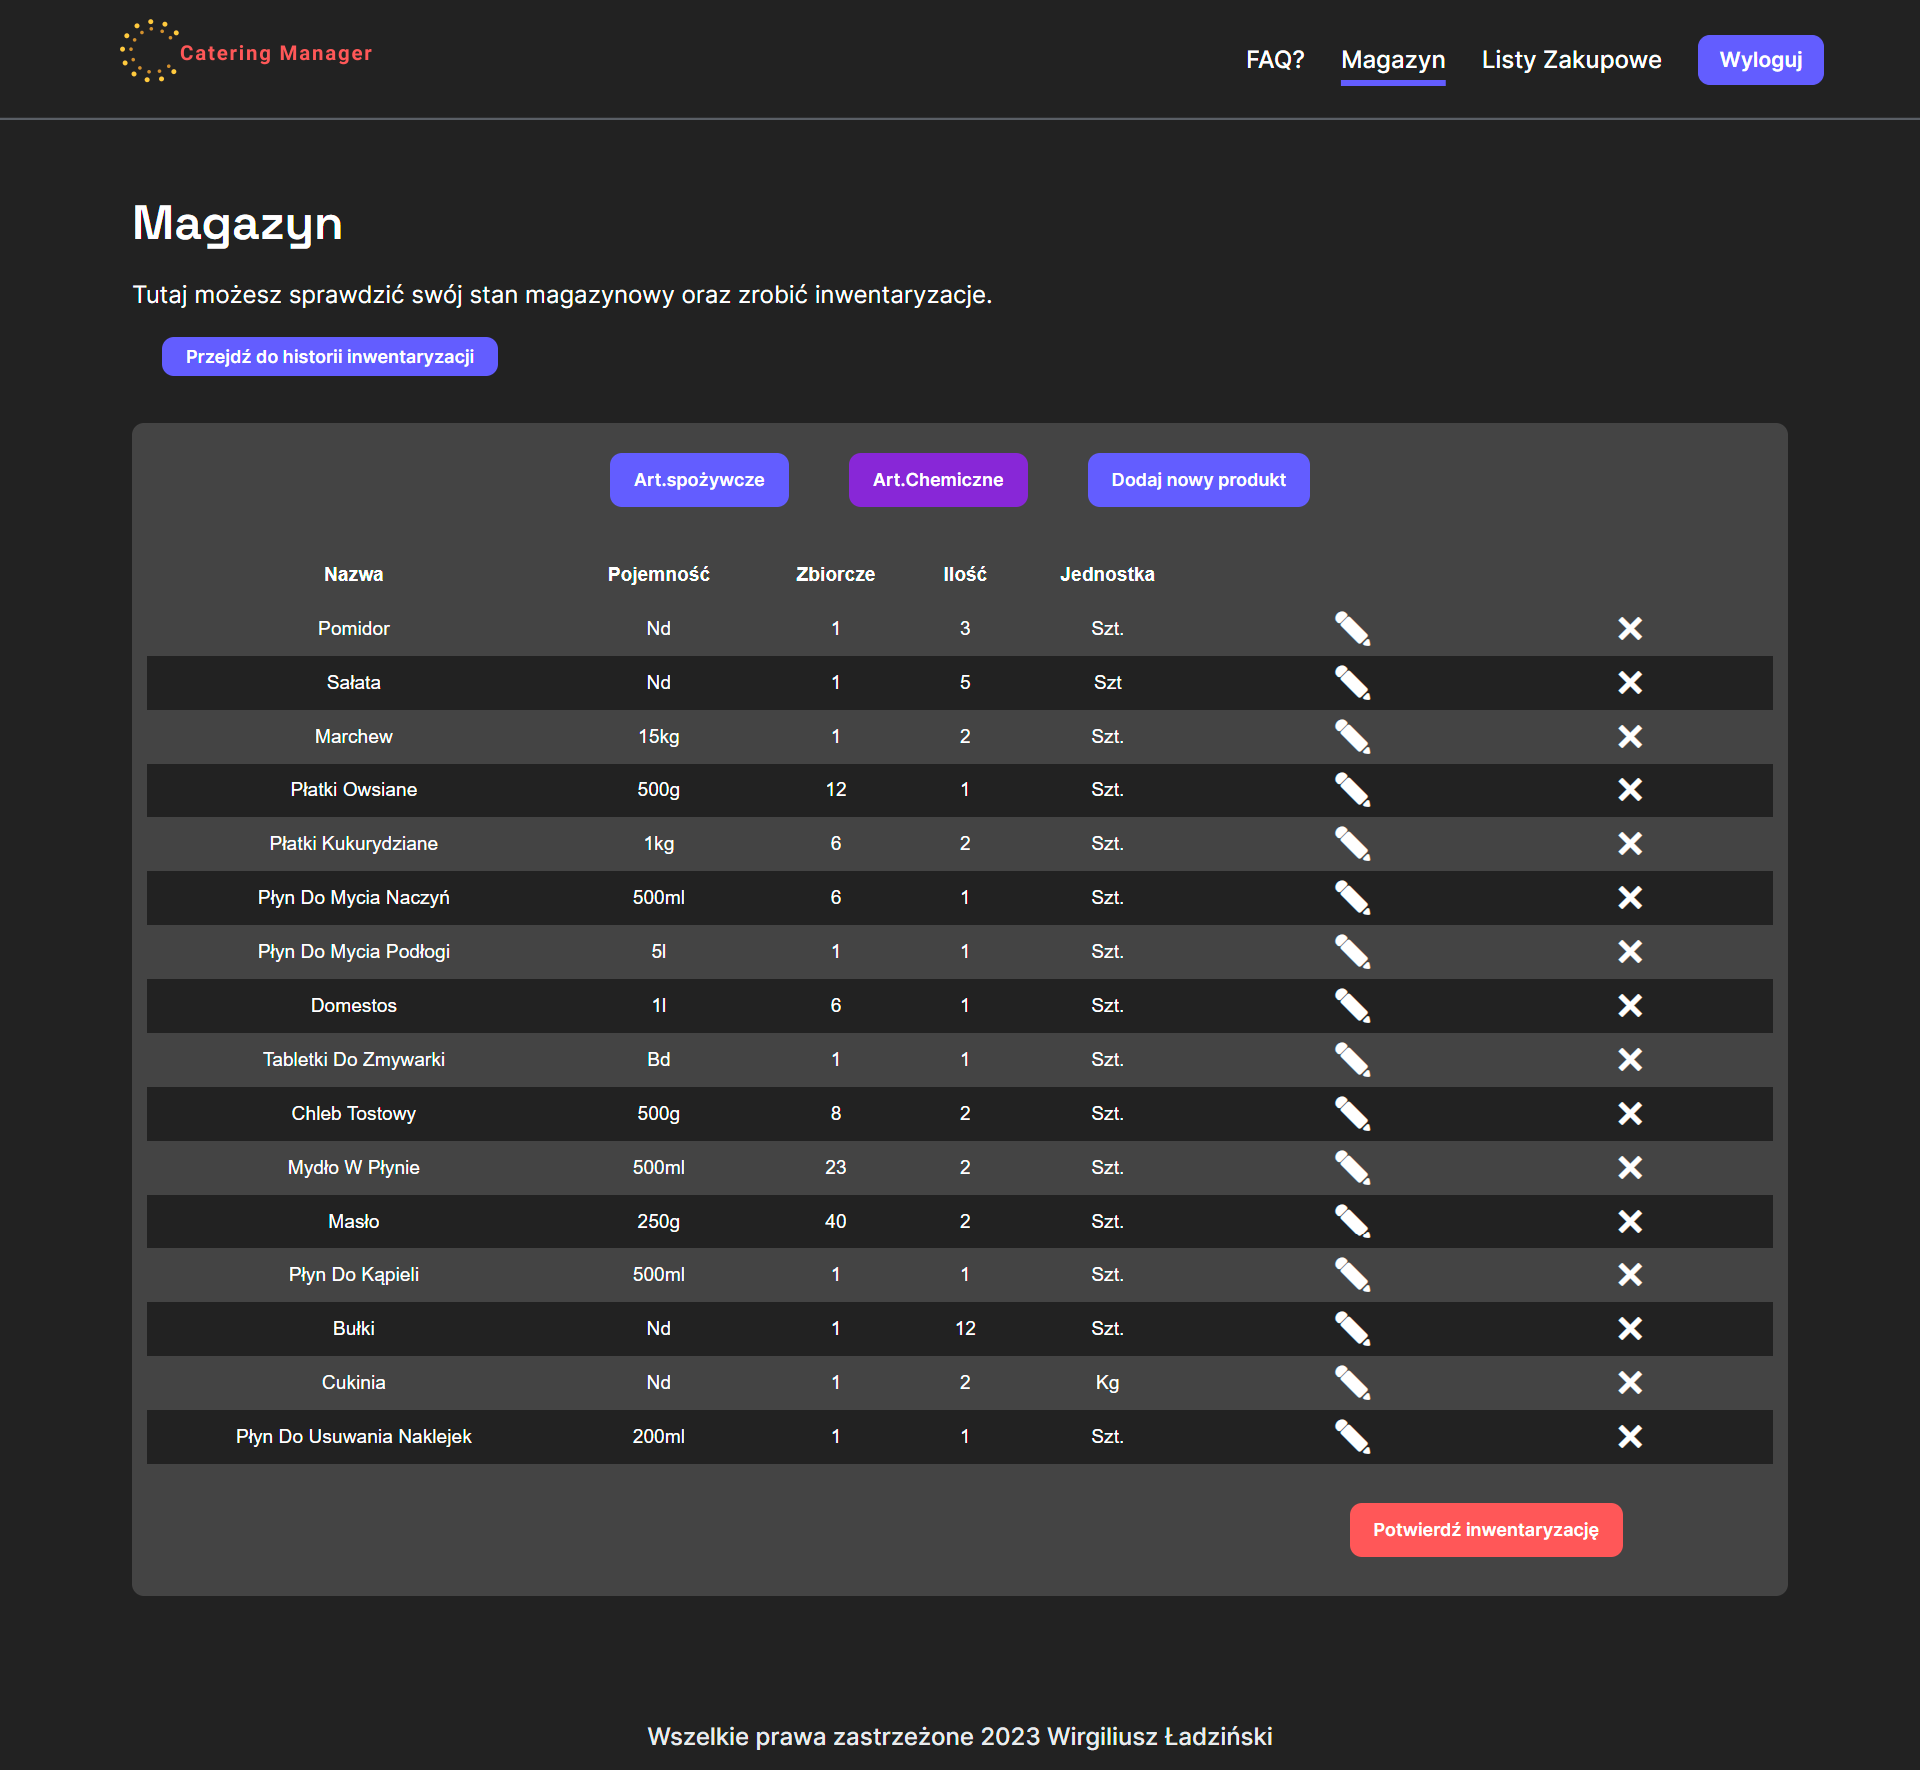 Catering Manager
FAQ? Magazyn Listy Zakupowe Wyloguj
Magazyn
Tutaj możesz sprawdzić swój stan magazynowy oraz zrobić inwentaryzacje.
Przejdź do historii inwentaryzacji
Art.spożywcze Art.Chemiczne Dodaj nowy produkt
Nazwa Pojemność Zbiorcze Ilość Jednostka
Pomidor Nd 1 3 Szt.
Sałata Nd 1 5 Szt
Marchew 15kg 1 2 Szt.
Płatki Owsiane 500g 12 1 Szt.
Płatki Kukurydziane 1kg 6 2 Szt.
Płyn Do Mycia Naczyń 500ml 6 1 Szt.
Płyn Do Mycia Podłogi 5l 1 1 Szt.
Domestos 1l 6 1 Szt.
Tabletki Do Zmywarki Bd 1 1 Szt.
Chleb Tostowy 500g 8 2 Szt.
Mydło W Płynie 500ml 23 2 Szt.
Masło 250g 40 2 Szt.
Płyn Do Kąpieli 500ml 1 1 Szt.
Bułki Nd 1 12 Szt.
Cukinia Nd 1 2 Kg
Płyn Do Usuwania Naklejek 200ml 1 1 Szt.
Potwierdź inwentaryzację
Wszelkie prawa zastrzeżone 2023 Wirgiliusz Ładziński